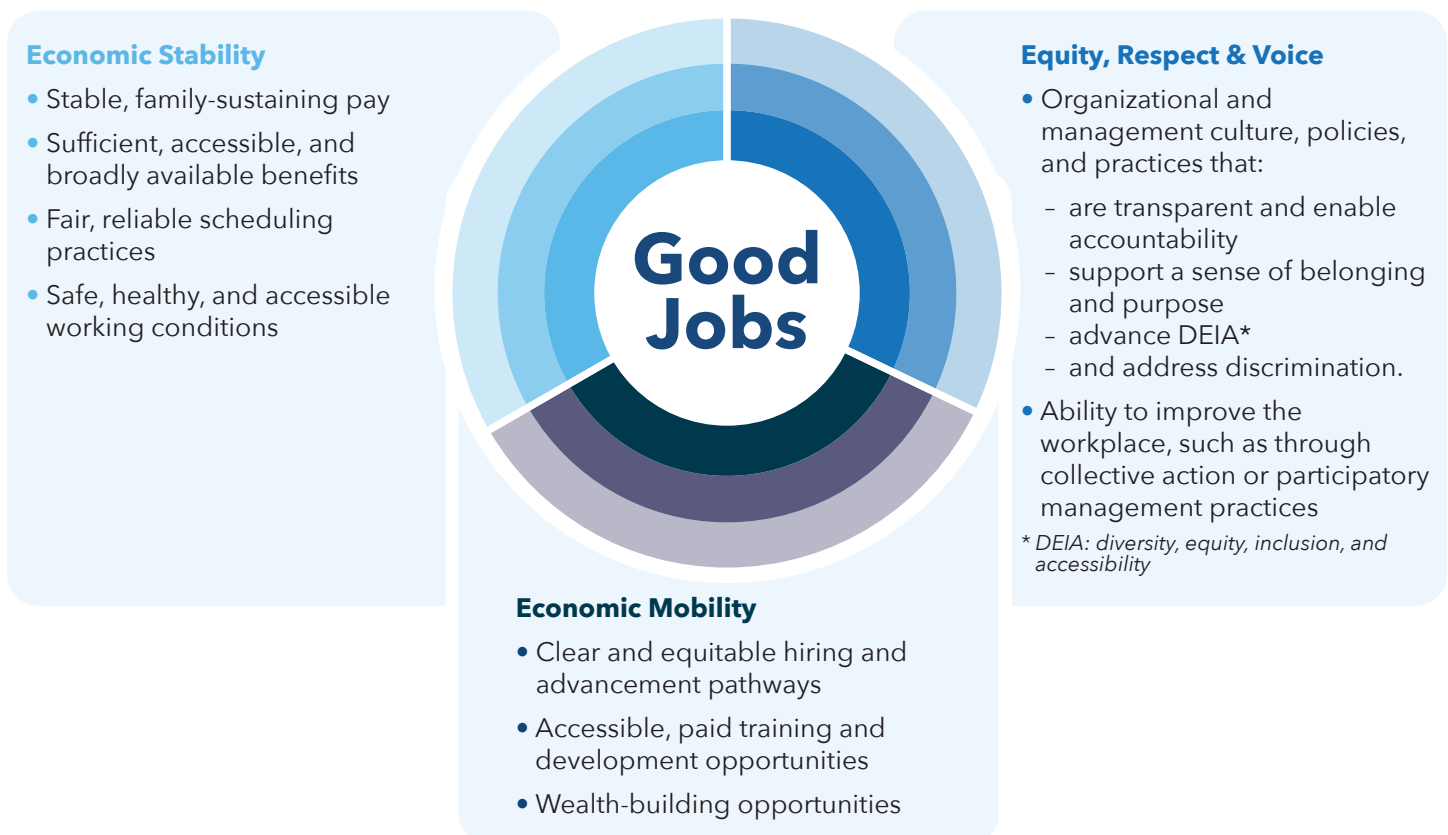 Economic Stability
• Stable, family-sustaining pay
• Sufficient, accessible, and
broadly available benefits
• Fair, reliable scheduling
practices
• Safe, healthy, and accessible
working conditions
Good
Jobs
Equity, Respect & Voice
• Organizational and
management culture, policies,
and practices that:
– are transparent and enable
accountability
– support a sense of belonging
and purpose
– advance DEIA*
– and address discrimination.
• Ability to improve the
workplace, such as through
collective action or participatory
management practices
* DEIA: diversity, equity, inclusion, and
accessibility
Economic Mobility
• Clear and equitable hiring and
advancement pathways
• Accessible, paid training and
development opportunities
• Wealth-building opportunities